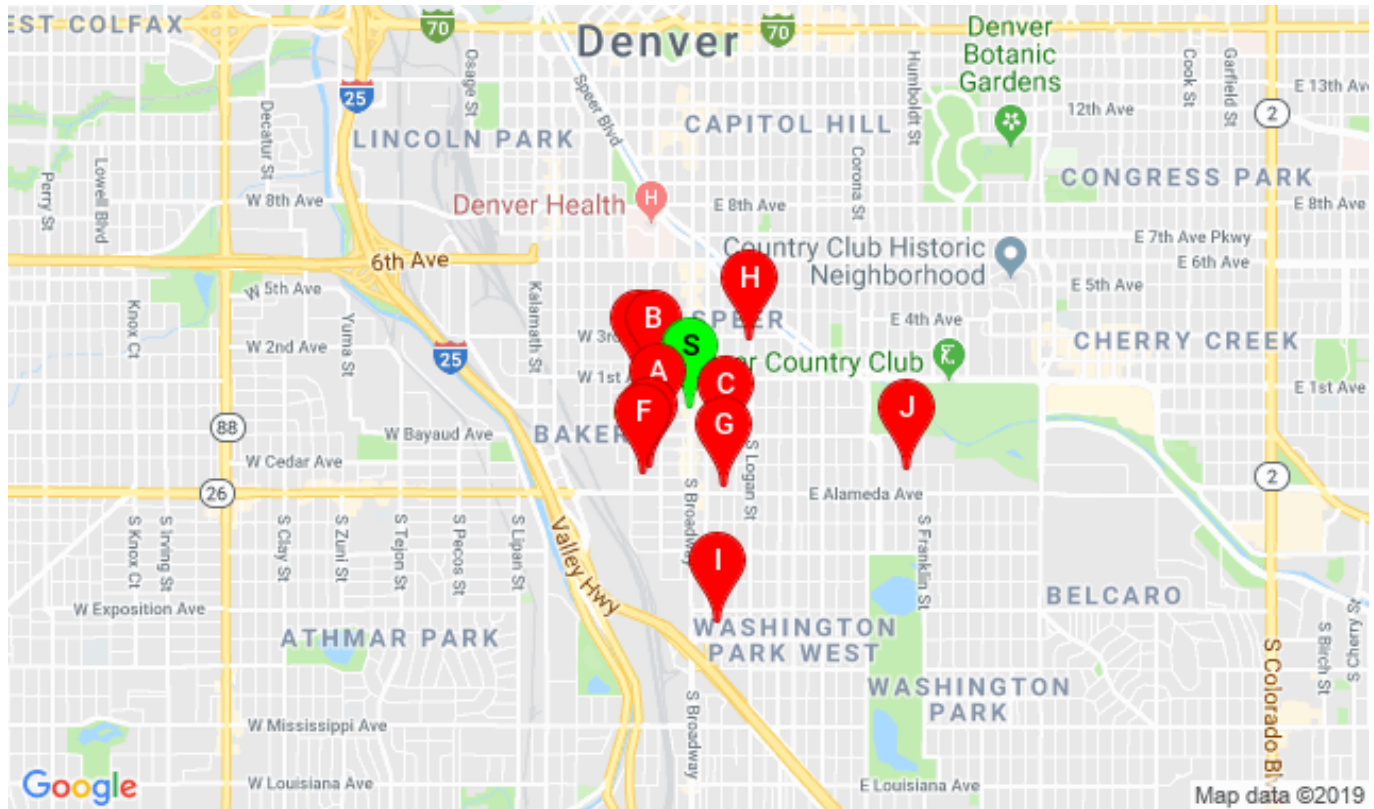 EST COLFAX
70
Denver
70
Denver
Botanic
Gardens
Osage St
Speer Blvd
Humboldt St
Cook St
Garfield St
E 13th Av
25
Decatur St
12th Ave
2
LINCOLN PARK
CAPITOL HILL
Perry St
Lowell Blvd
Corona St
CONGRESS PARK
W 8th Ave
Denver Health
H
E 8th Ave
E 8th Ave
E 7th Ave Pkwy
6th Ave
Country Club Historic
Neighborhood
E 6th Ave
W 5th Ave
H
E 5th Ave
Knox Ct
Yuma St
Kalamath St
B
SPEER
E 4th Ave
W 2nd Ave
W 3r
S
CHERRY CREEK
25
ar Country Club
W 1st A
A
C
E 1st Ave
88
F
G
J
W Bayaud Ave
BAKER
W Cedar Ave
S Logan St
2
26
E Alameda Ave
S Knox Ct
S Irving St
S Clay St
S Zuni St
S Tejon St
S Pecos St
S Lipan St
S Broadway
S Franklin St
Valley Hwy
I
W Exposition Ave
BELCARO
ATHMAR PARK
WASHINGTON
PARK WEST
S Birch St
S Cherry St
S Colorado Blv
WASHINGTON
PARK
S Broadway
W Mississippi Ave
W Louisiana Ave
E Louisiana Ave
Google
Map data ©2019